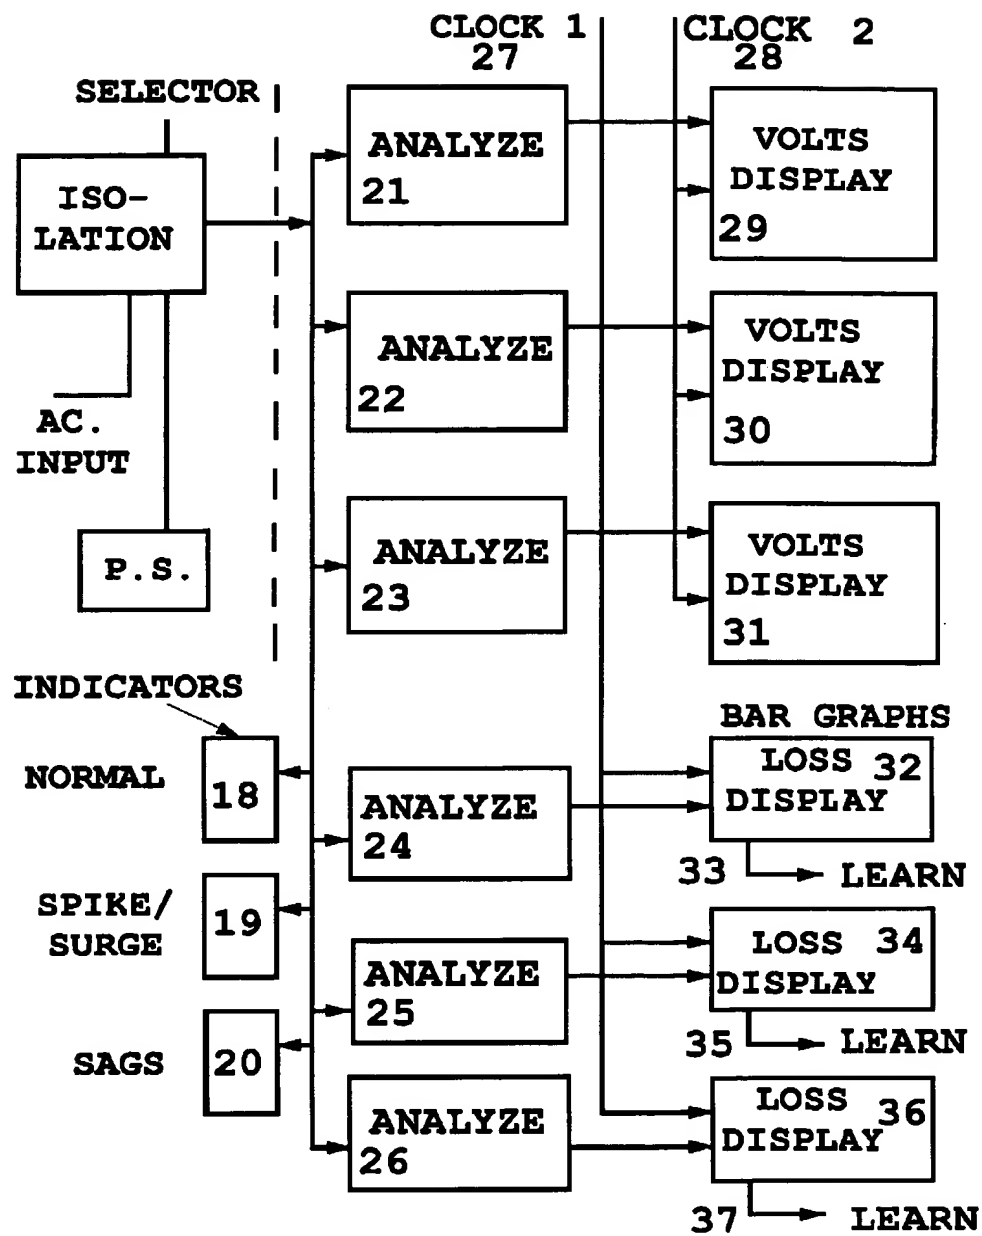 CLOCK 1
27
CLOCK 2
28
SELECTOR
ISO-
LATION
AC.
INPUT
P.S.
ANALYZE
21
VOLTS
DISPLAY
29
ANALYZE
22
VOLTS
DISPLAY
30
ANALYZE
23
VOLTS
DISPLAY
31
INDICATORS
NORMAL
18
ANALYZE
24
BAR GRAPHS
LOSS 32
DISPLAY
33 LEARN
SPIKE/
SURGE
19
ANALYZE
25
LOSS 34
DISPLAY
35 LEARN
SAGS
20
ANALYZE
26
LOSS 36
DISPLAY
37 LEARN